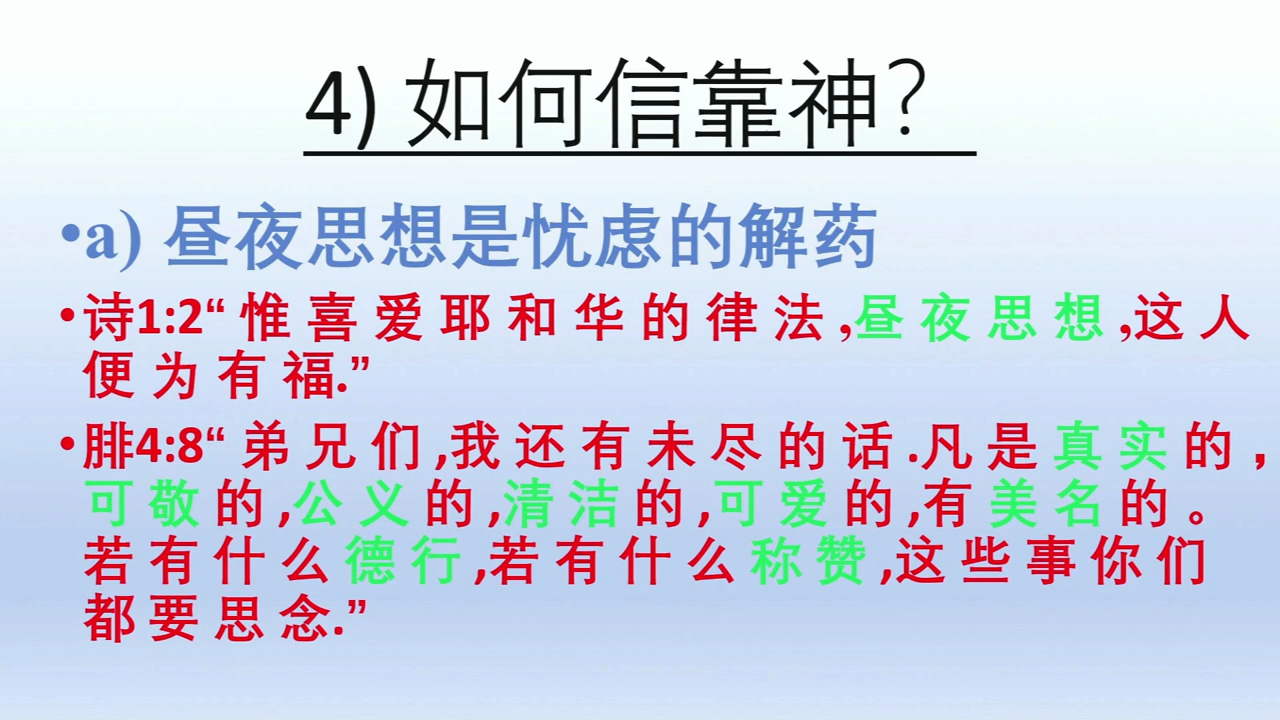 4) 如何信靠神？
•a) 昼夜思想是忧虑的解药
•诗1:2“ 惟 喜 爱 耶 和 华 的 律 法 ,昼 夜 思 想 ,这 人
便 为 有 福.”
•腓4:8“ 弟 兄 们 ,我 还 有 未 尽 的 话 .凡 是 真 实 的 ，
可 敬 的 ,公 义 的 ,清 洁 的 ,可 爱 的 ,有 美 名 的 。
若 有 什 么 德 行 ,若 有 什 么 称 赞 ,这 些 事 你 们
都 要 思 念.”